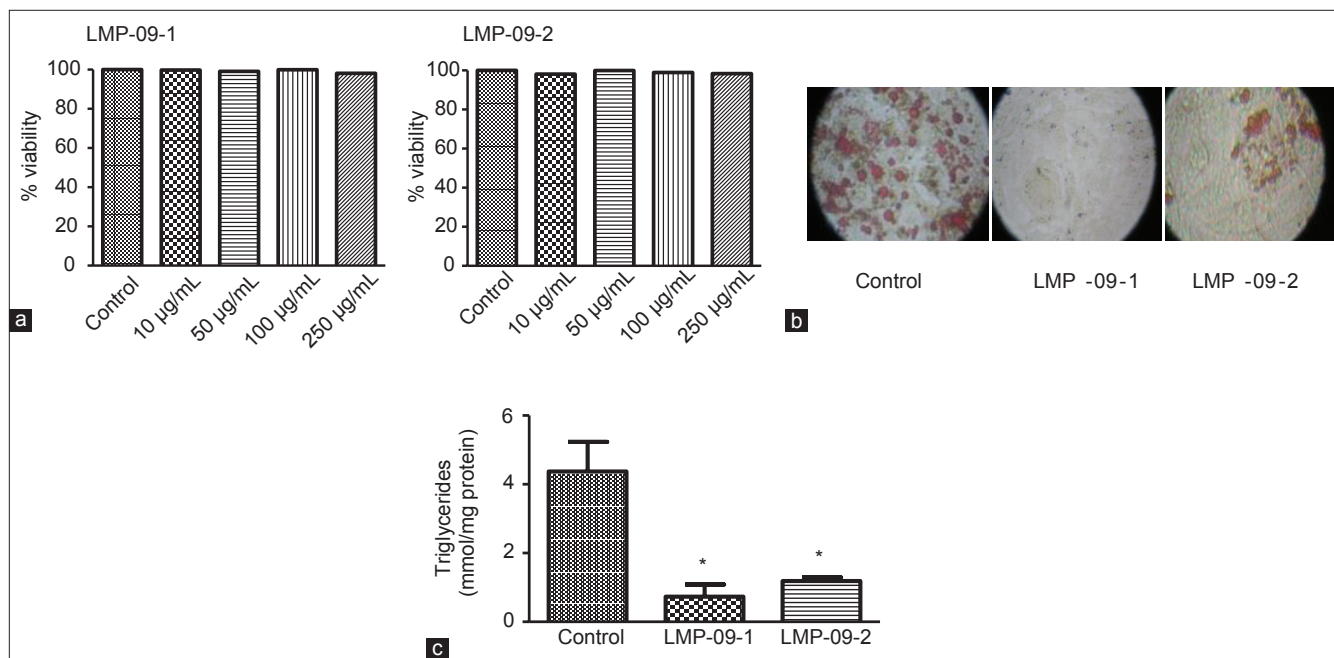 LMP-09-1
% viability
100
80
60
40
20
0
Control
10 µg/mL
50 µg/mL
100 µg/mL
250 µg/mL
a
LMP-09-2
% viability
100
80
60
40
20
0
Control
10 µg/mL
50 µg/mL
100 µg/mL
250 µg/mL
Control
LMP -09-1
LMP -09-2
b
Triglycerides
(mmol/mg protein)
6
4
2
0
*
*
Control
LMP-09-1
LMP-09-2
c